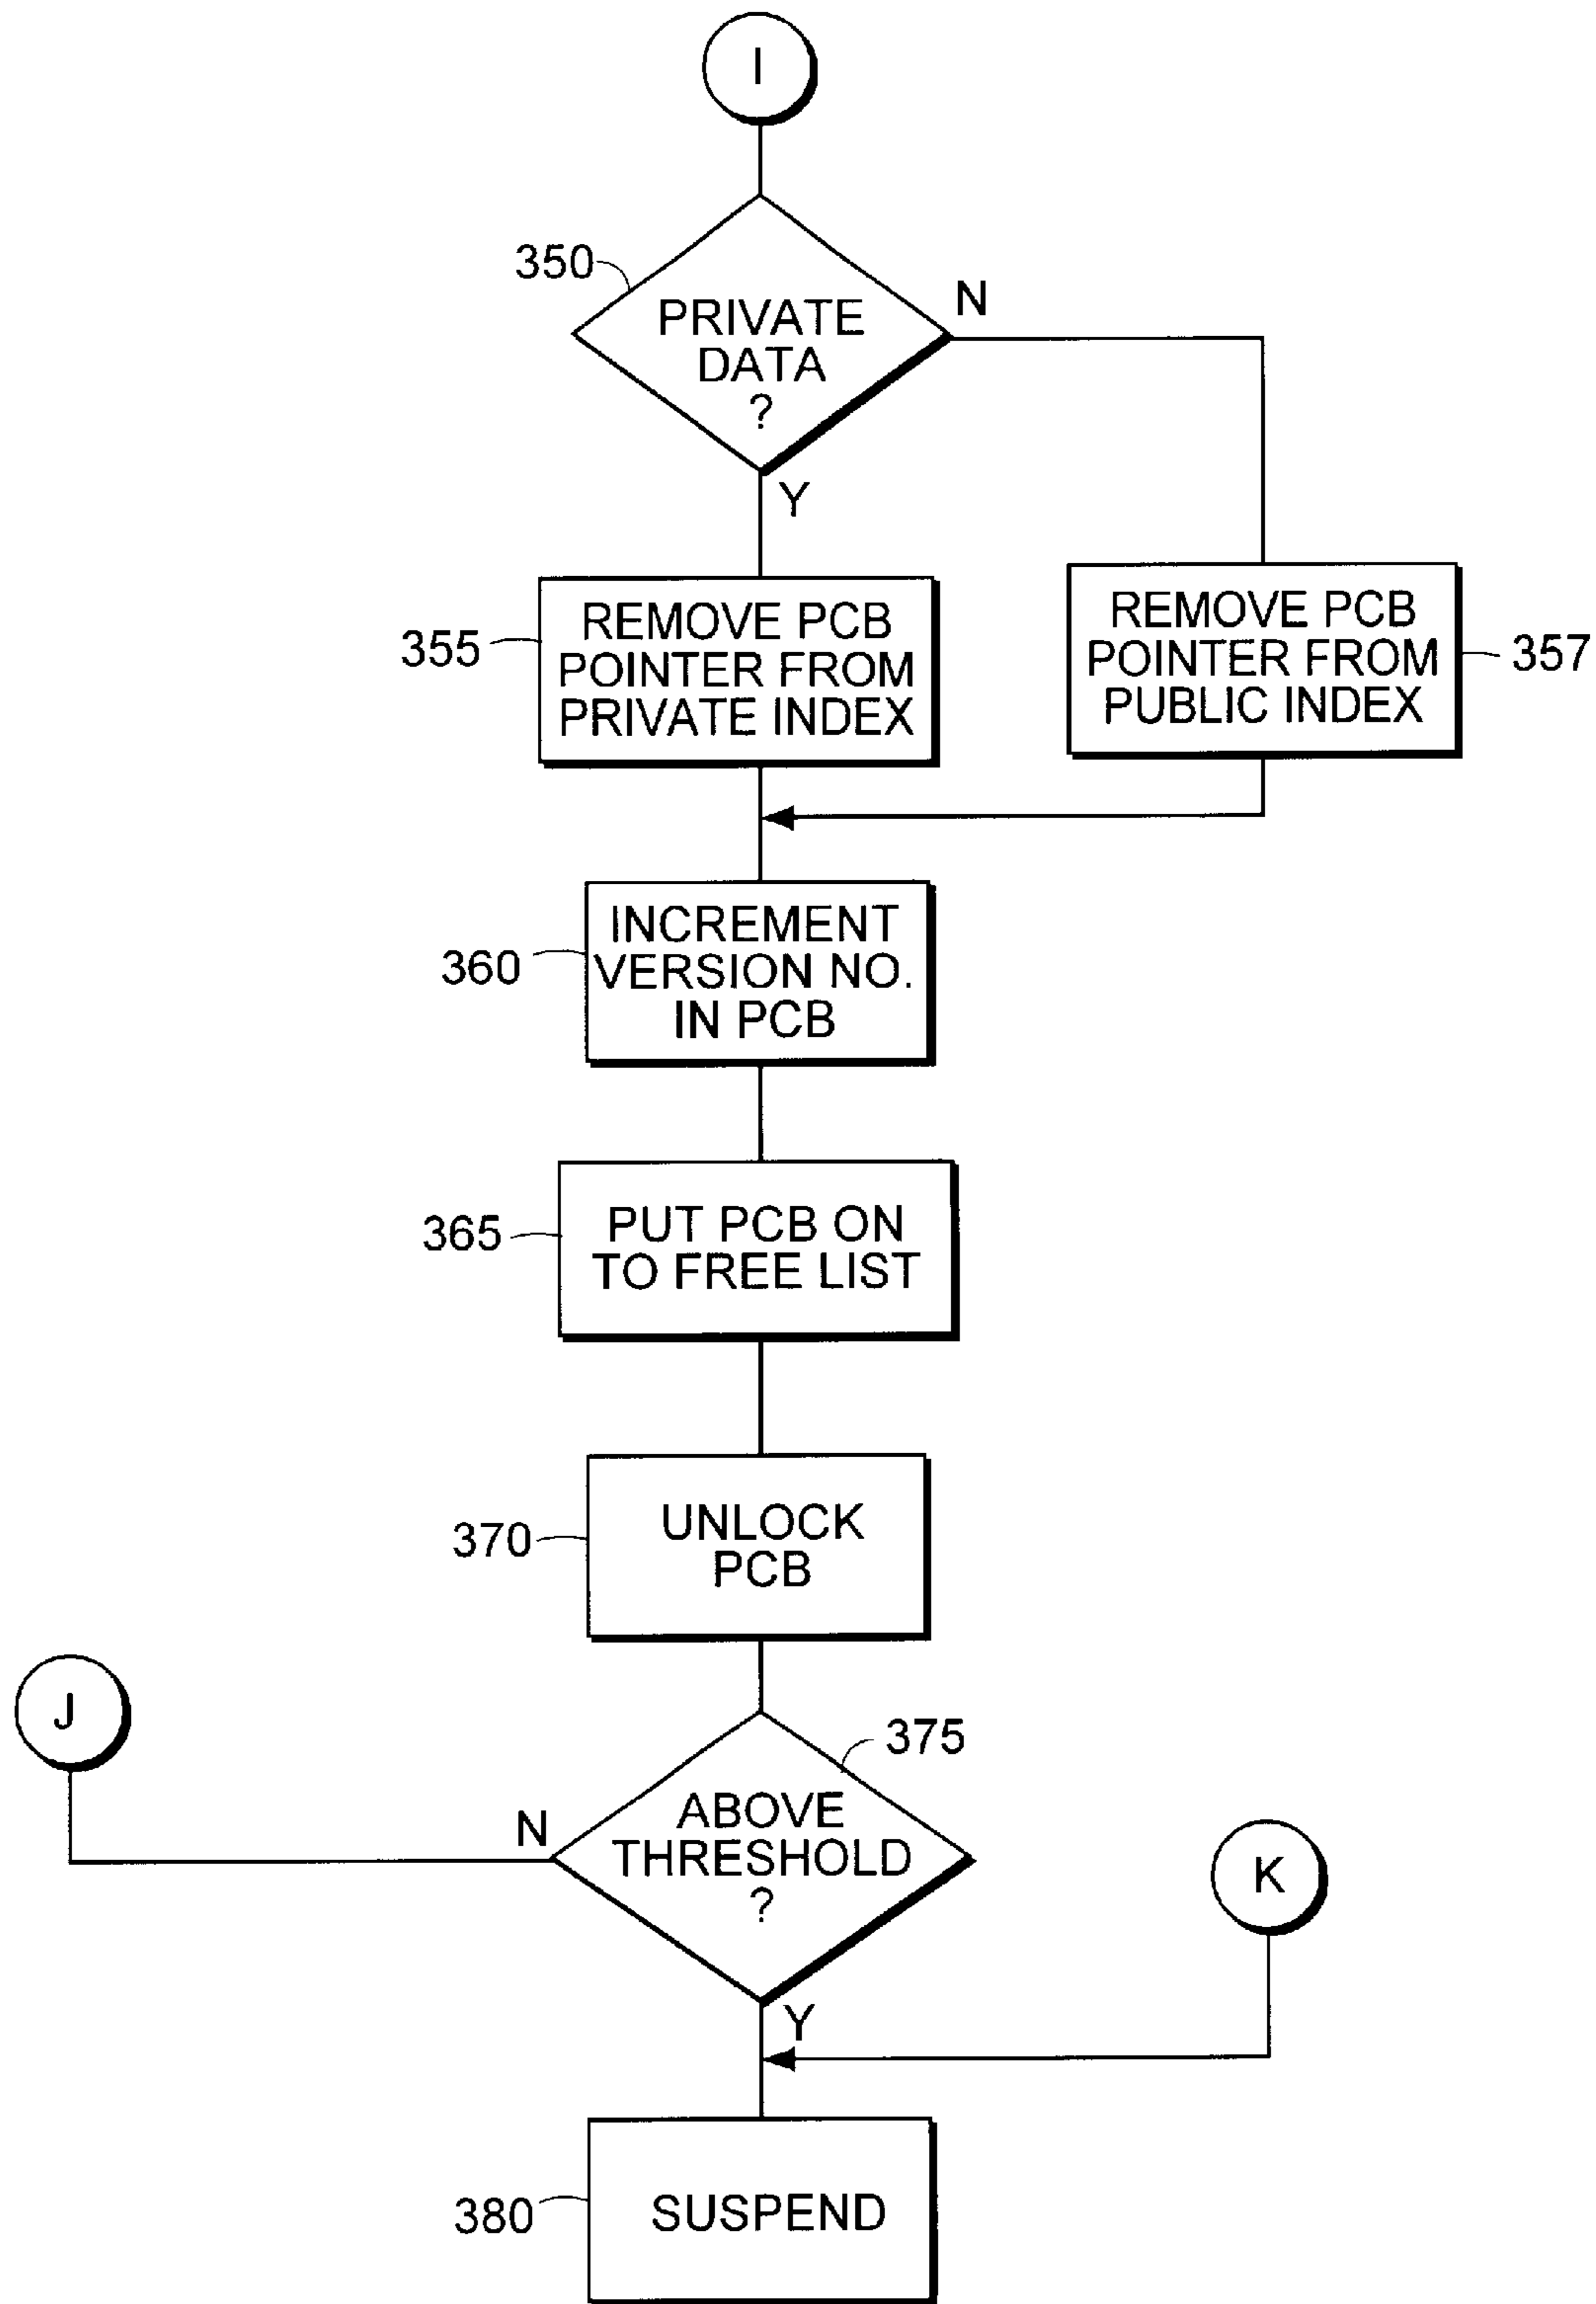 I
350
PRIVATE
DATA
?
N
Y
355
REMOVE PCB
POINTER FROM
PRIVATE INDEX
REMOVE PCB
POINTER FROM
PUBLIC INDEX
357
360
INCREMENT
VERSION NO.
IN PCB
365
PUT PCB ON
TO FREE LIST
370
UNLOCK
PCB
J
375
N
ABOVE
THRESHOLD
?
K
Y
380
SUSPEND